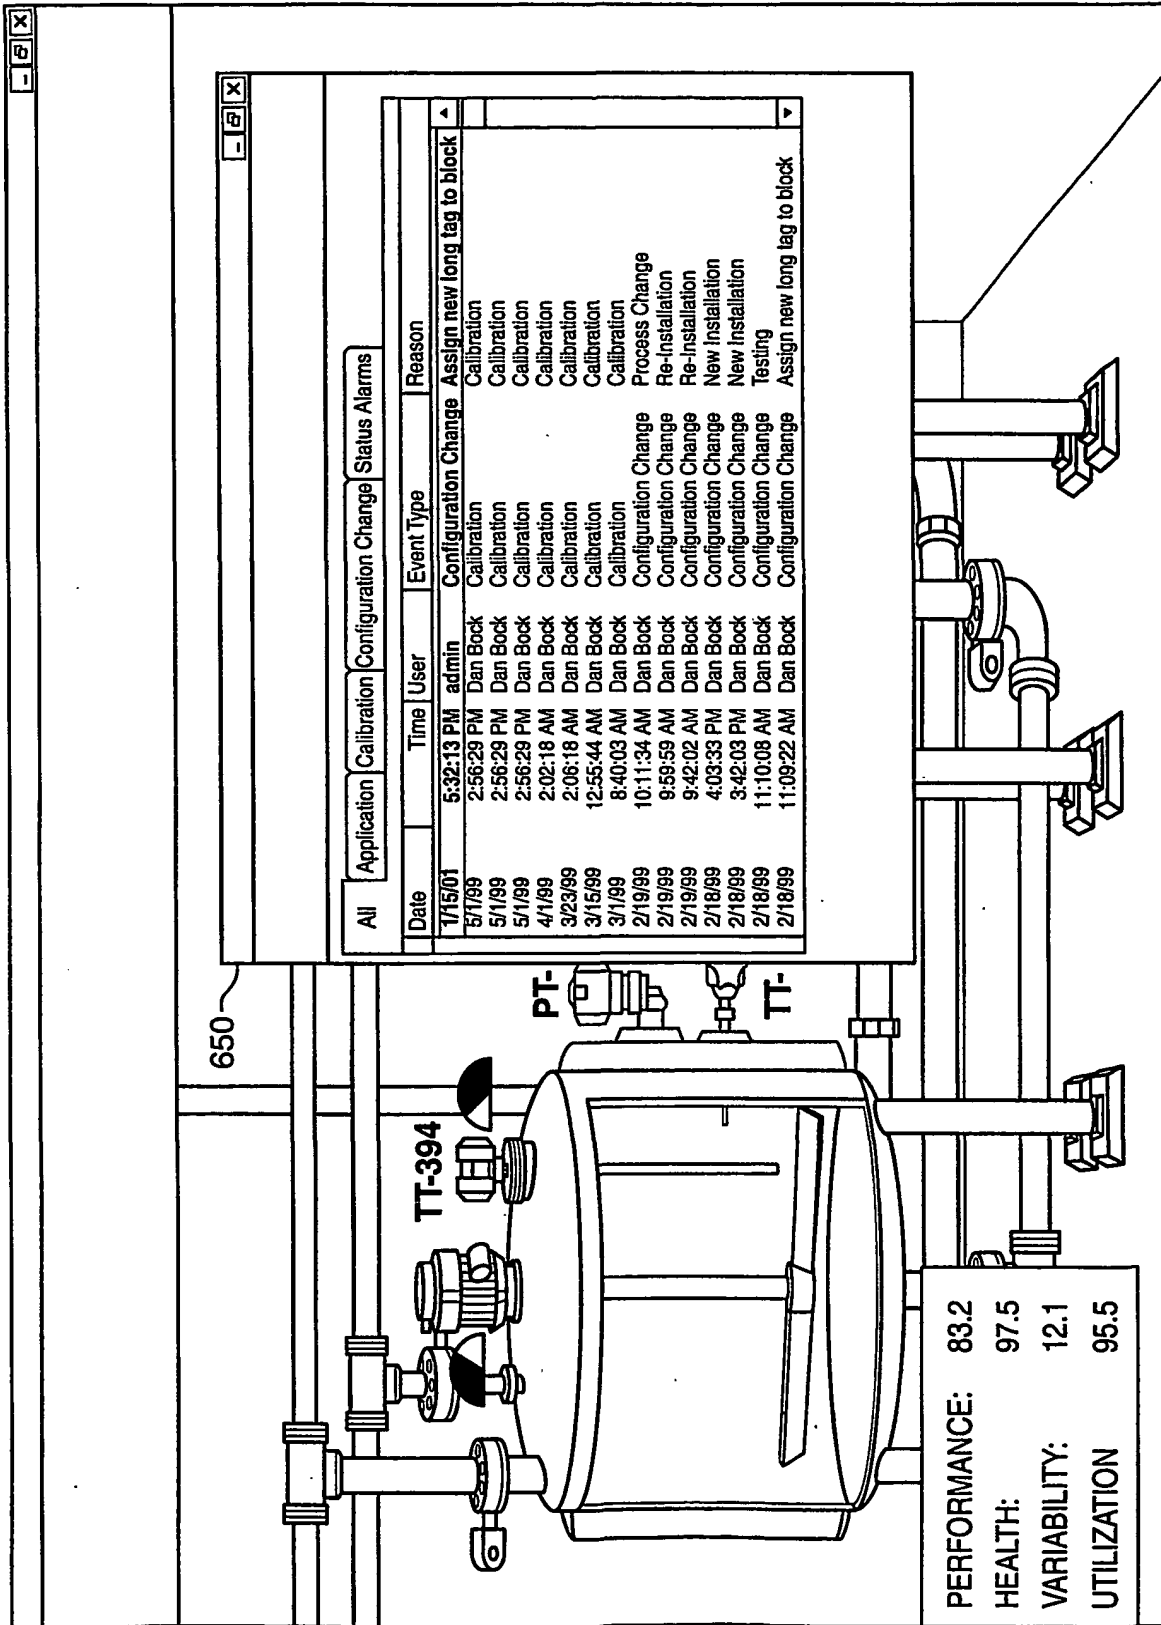 650
All Application Calibration Configuration Change Status Alarms
Date Time User Event Type Reason
1/15/01 5:32:13 PM admin Configuration Change Assign new long tag to block
5/1/99 2:56:29 PM Dan Bock Calibration Calibration
5/1/99 2:56:29 PM Dan Bock Calibration Calibration
5/1/99 2:56:29 PM Dan Bock Calibration Calibration
4/1/99 2:02:18 AM Dan Bock Calibration Calibration
3/23/99 2:06:18 AM Dan Bock Calibration Calibration
3/15/99 12:55:44 AM Dan Bock Calibration Calibration
3/1/99 8:40:03 AM Dan Bock Calibration Calibration
2/19/99 10:11:34 AM Dan Bock Configuration Change Process Change
2/19/99 9:59:59 AM Dan Bock Configuration Change Re-Installation
2/19/99 9:42:02 AM Dan Bock Configuration Change Re-Installation
2/18/99 4:03:33 PM Dan Bock Configuration Change New Installation
2/18/99 3:42:03 PM Dan Bock Configuration Change New Installation
2/18/99 11:10:08 AM Dan Bock Configuration Change Testing
2/18/99 11:09:22 AM Dan Bock Configuration Change Assign new long tag to block
TT-394
PT-
TT-
PERFORMANCE: 83.2
HEALTH: 97.5
VARIABILITY: 12.1
UTILIZATION 95.5